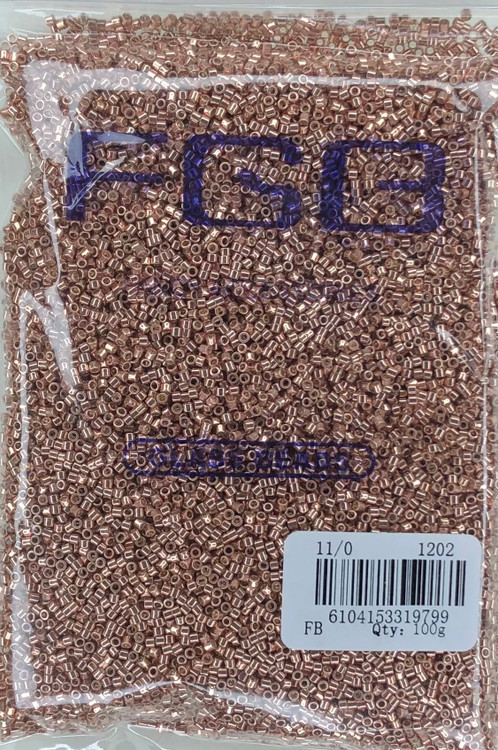 FGB
GLASS BEADS
11/0 1202
6104153319799
FB Qty: 100g